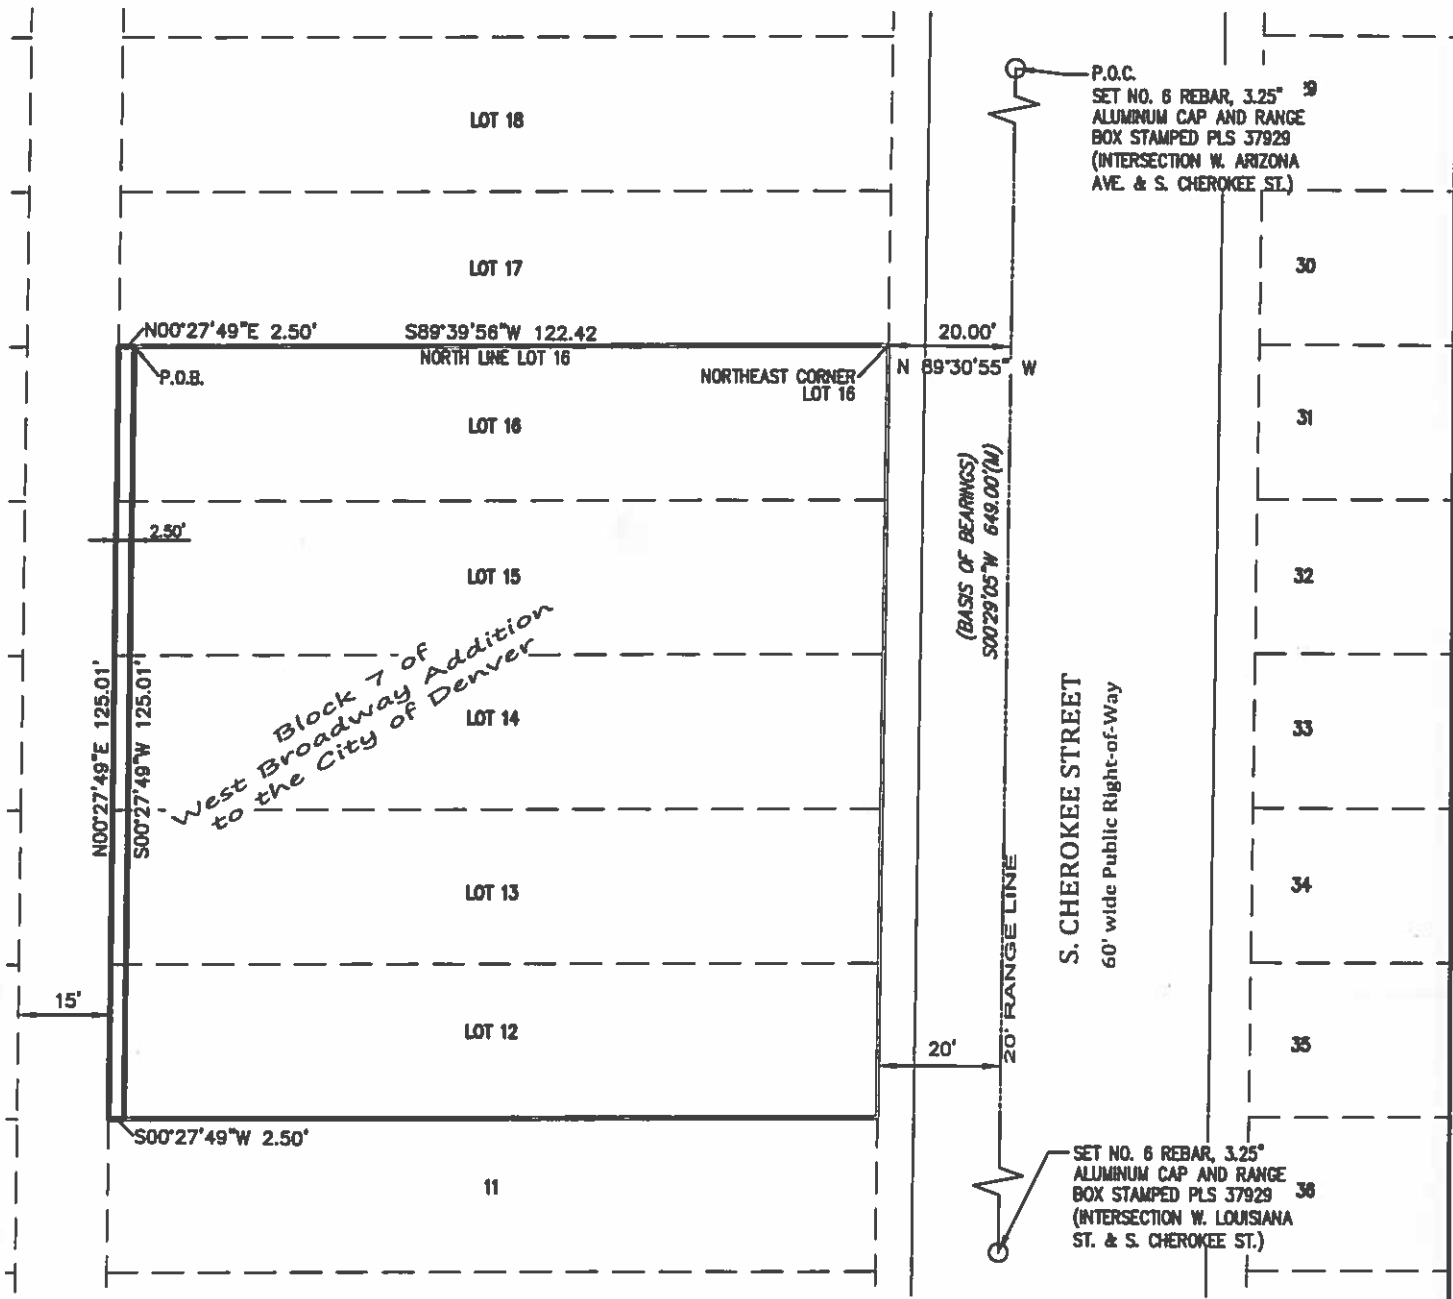 P.O.C.
SET NO. 6 REBAR, 3.25"
ALUMINUM CAP AND RANGE
BOX STAMPED PLS 37929
(INTERSECTION W. ARIZONA
AVE. & S. CHEROKEE ST.)
LOT 18
LOT 17
30
N00°27'49"E 2.50'
S89°39'56"W 122.42
NORTH LINE LOT 16
20.00'
N 89°30'55" W
P.O.B.
NORTHEAST CORNER
LOT 16
LOT 16
31
(BASIS OF BEARINGS)
S00°29'05"W 649.00'(M)
2.50'
LOT 15
32
Block 7 of
West Broadway Addition
to the City of Denver
LOT 14
33
N00°27'49"E 125.01'
S00°27'49"W 125.01'
S. CHEROKEE STREET
60' wide Public Right-of-Way
LOT 13
34
20' RANGE LINE
15'
LOT 12
35
20'
S00°27'49"W 2.50'
11
SET NO. 6 REBAR, 3.25"
ALUMINUM CAP AND RANGE
BOX STAMPED PLS 37929
(INTERSECTION W. LOUISIANA
ST. & S. CHEROKEE ST.)
36